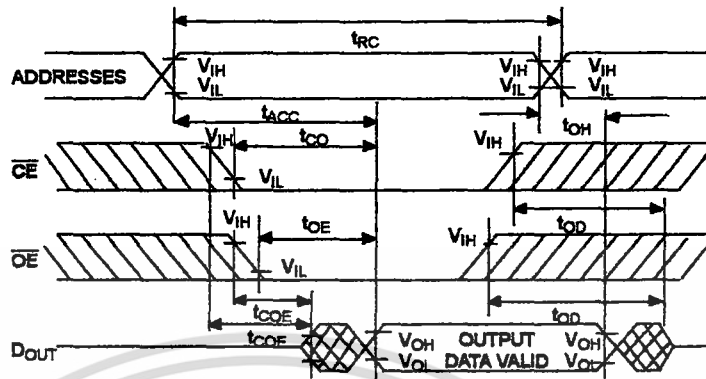 tRC
ADDRESSES VIH VIH VIH
VIL VIL VIL
tACC tOH
VIH tCO VIH
CE VIL
tOD
VIH tOE VIH
OE VIL
tCOE tOD
tCOE VOH OUTPUT VOH
DOUT VOL DATA VALID VOL